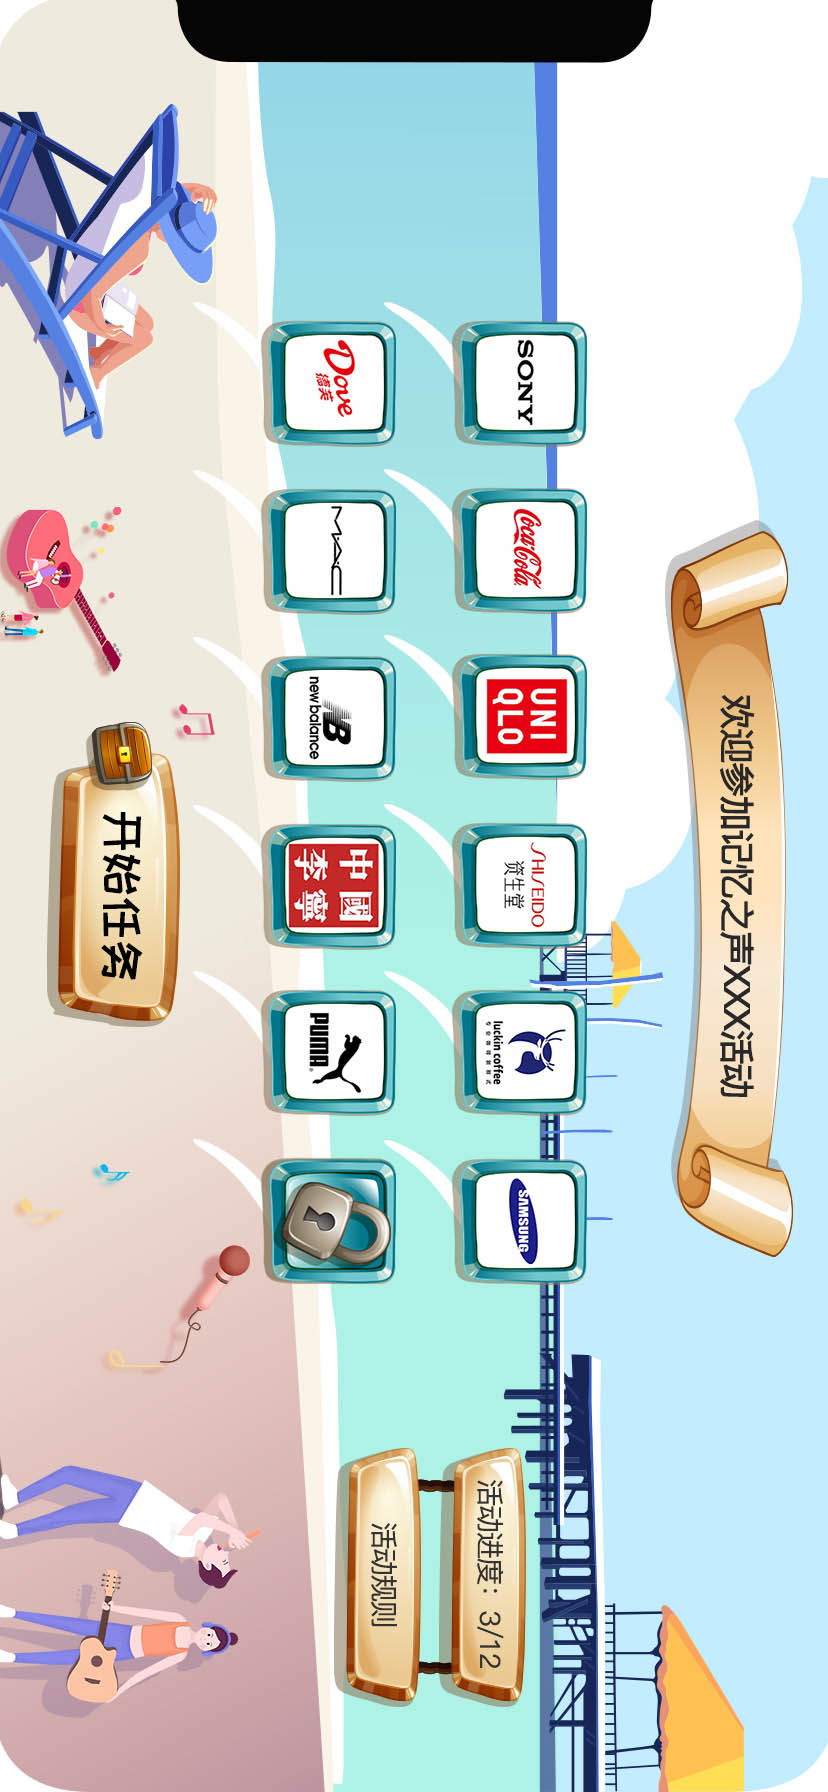 欢迎参加记忆之声XXX活动
SONY
Coca-Cola
UNI
QLO
SHISEIDO
资生堂
luckin coffee
SAMSUNG
Dove
德芙
MAC
NB
new balance
中國
李寧
PUMA
活动进度：3/12
活动规则
开始任务